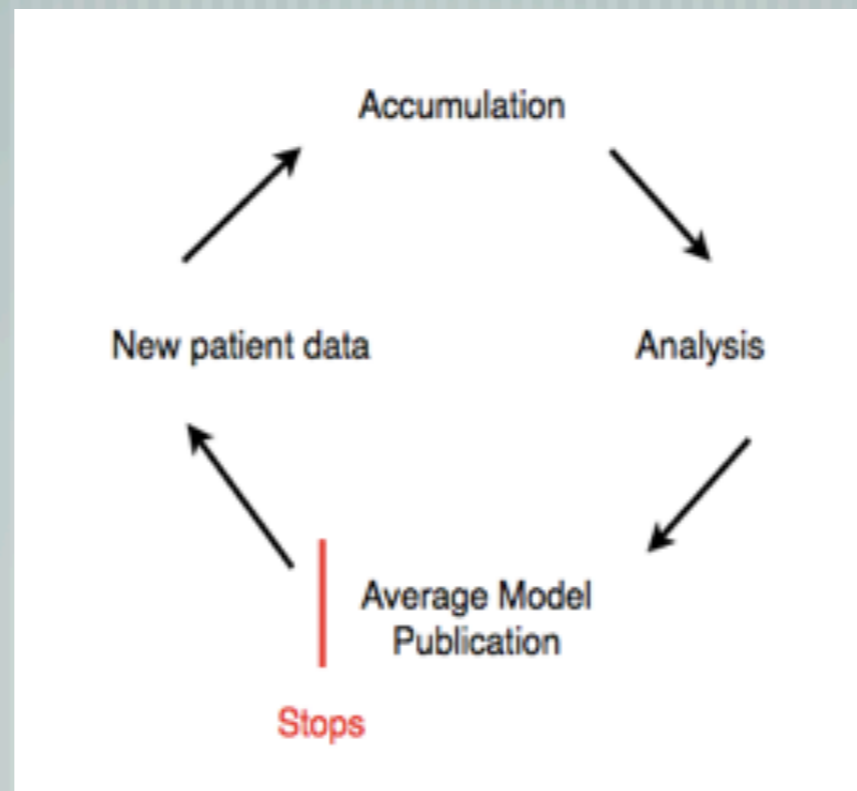 Accumulation
New patient data
Analysis
Average Model
Publication
Stops